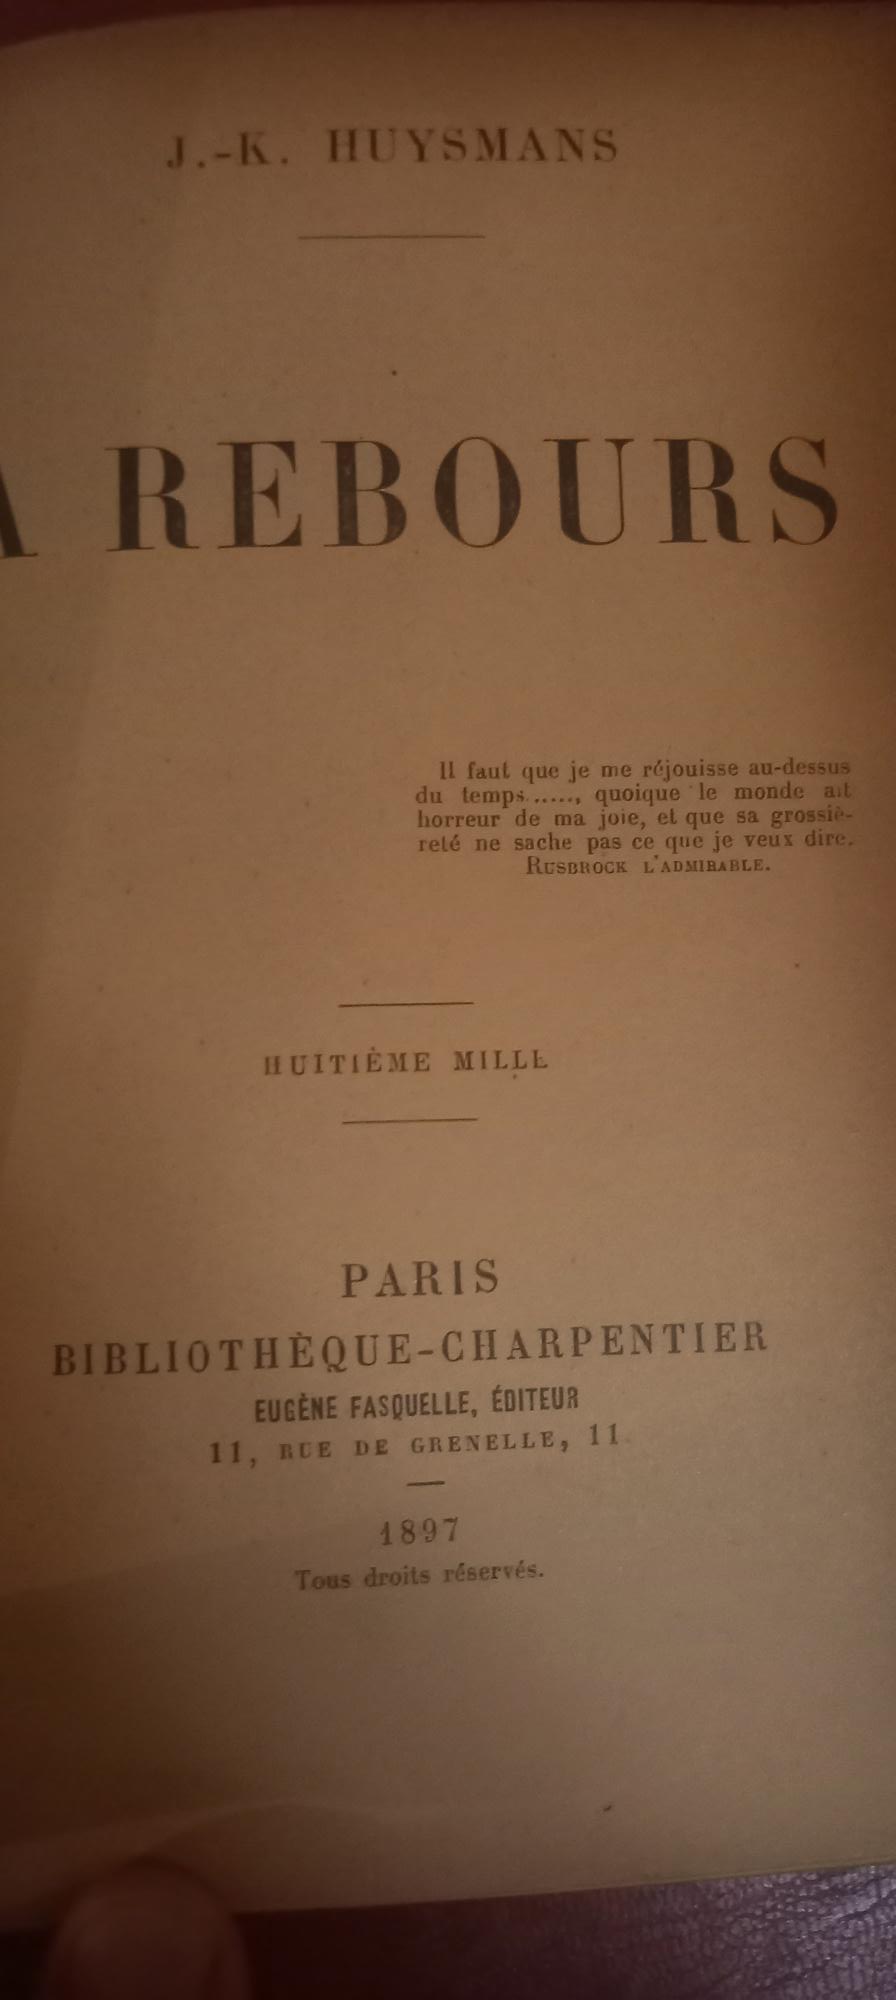 J.-K. HUYSMANS
A REBOURS
Il faut que je me réjouisse au-dessus
du temps......, quoique le monde ait
horreur de ma joie, et que sa grossiè-
reté ne sache pas ce que je veux dire.
RUSBROCK L'ADMIRABLE.
HUITIÈME MILLE
PARIS
BIBLIOTHÈQUE-CHARPENTIER
EUGÈNE FASQUELLE, ÉDITEUR
11, RUE DE GRENELLE, 11
1897
Tous droits réservés.